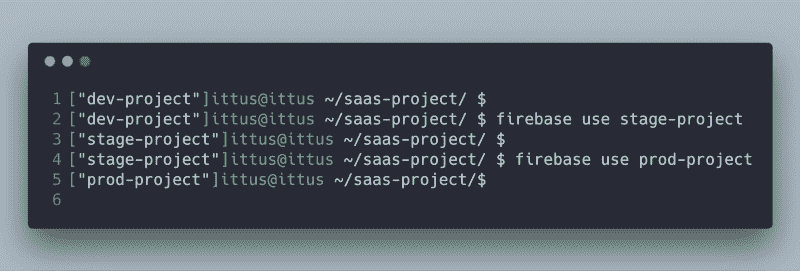 1 ["dev-project"]ittus@ittus ~/saas-project/ $
2 ["dev-project"]ittus@ittus ~/saas-project/ $ firebase use stage-project
3 ["stage-project"]ittus@ittus ~/saas-project/ $
4 ["stage-project"]ittus@ittus ~/saas-project/ $ firebase use prod-project
5 ["prod-project"]ittus@ittus ~/saas-project/$
6